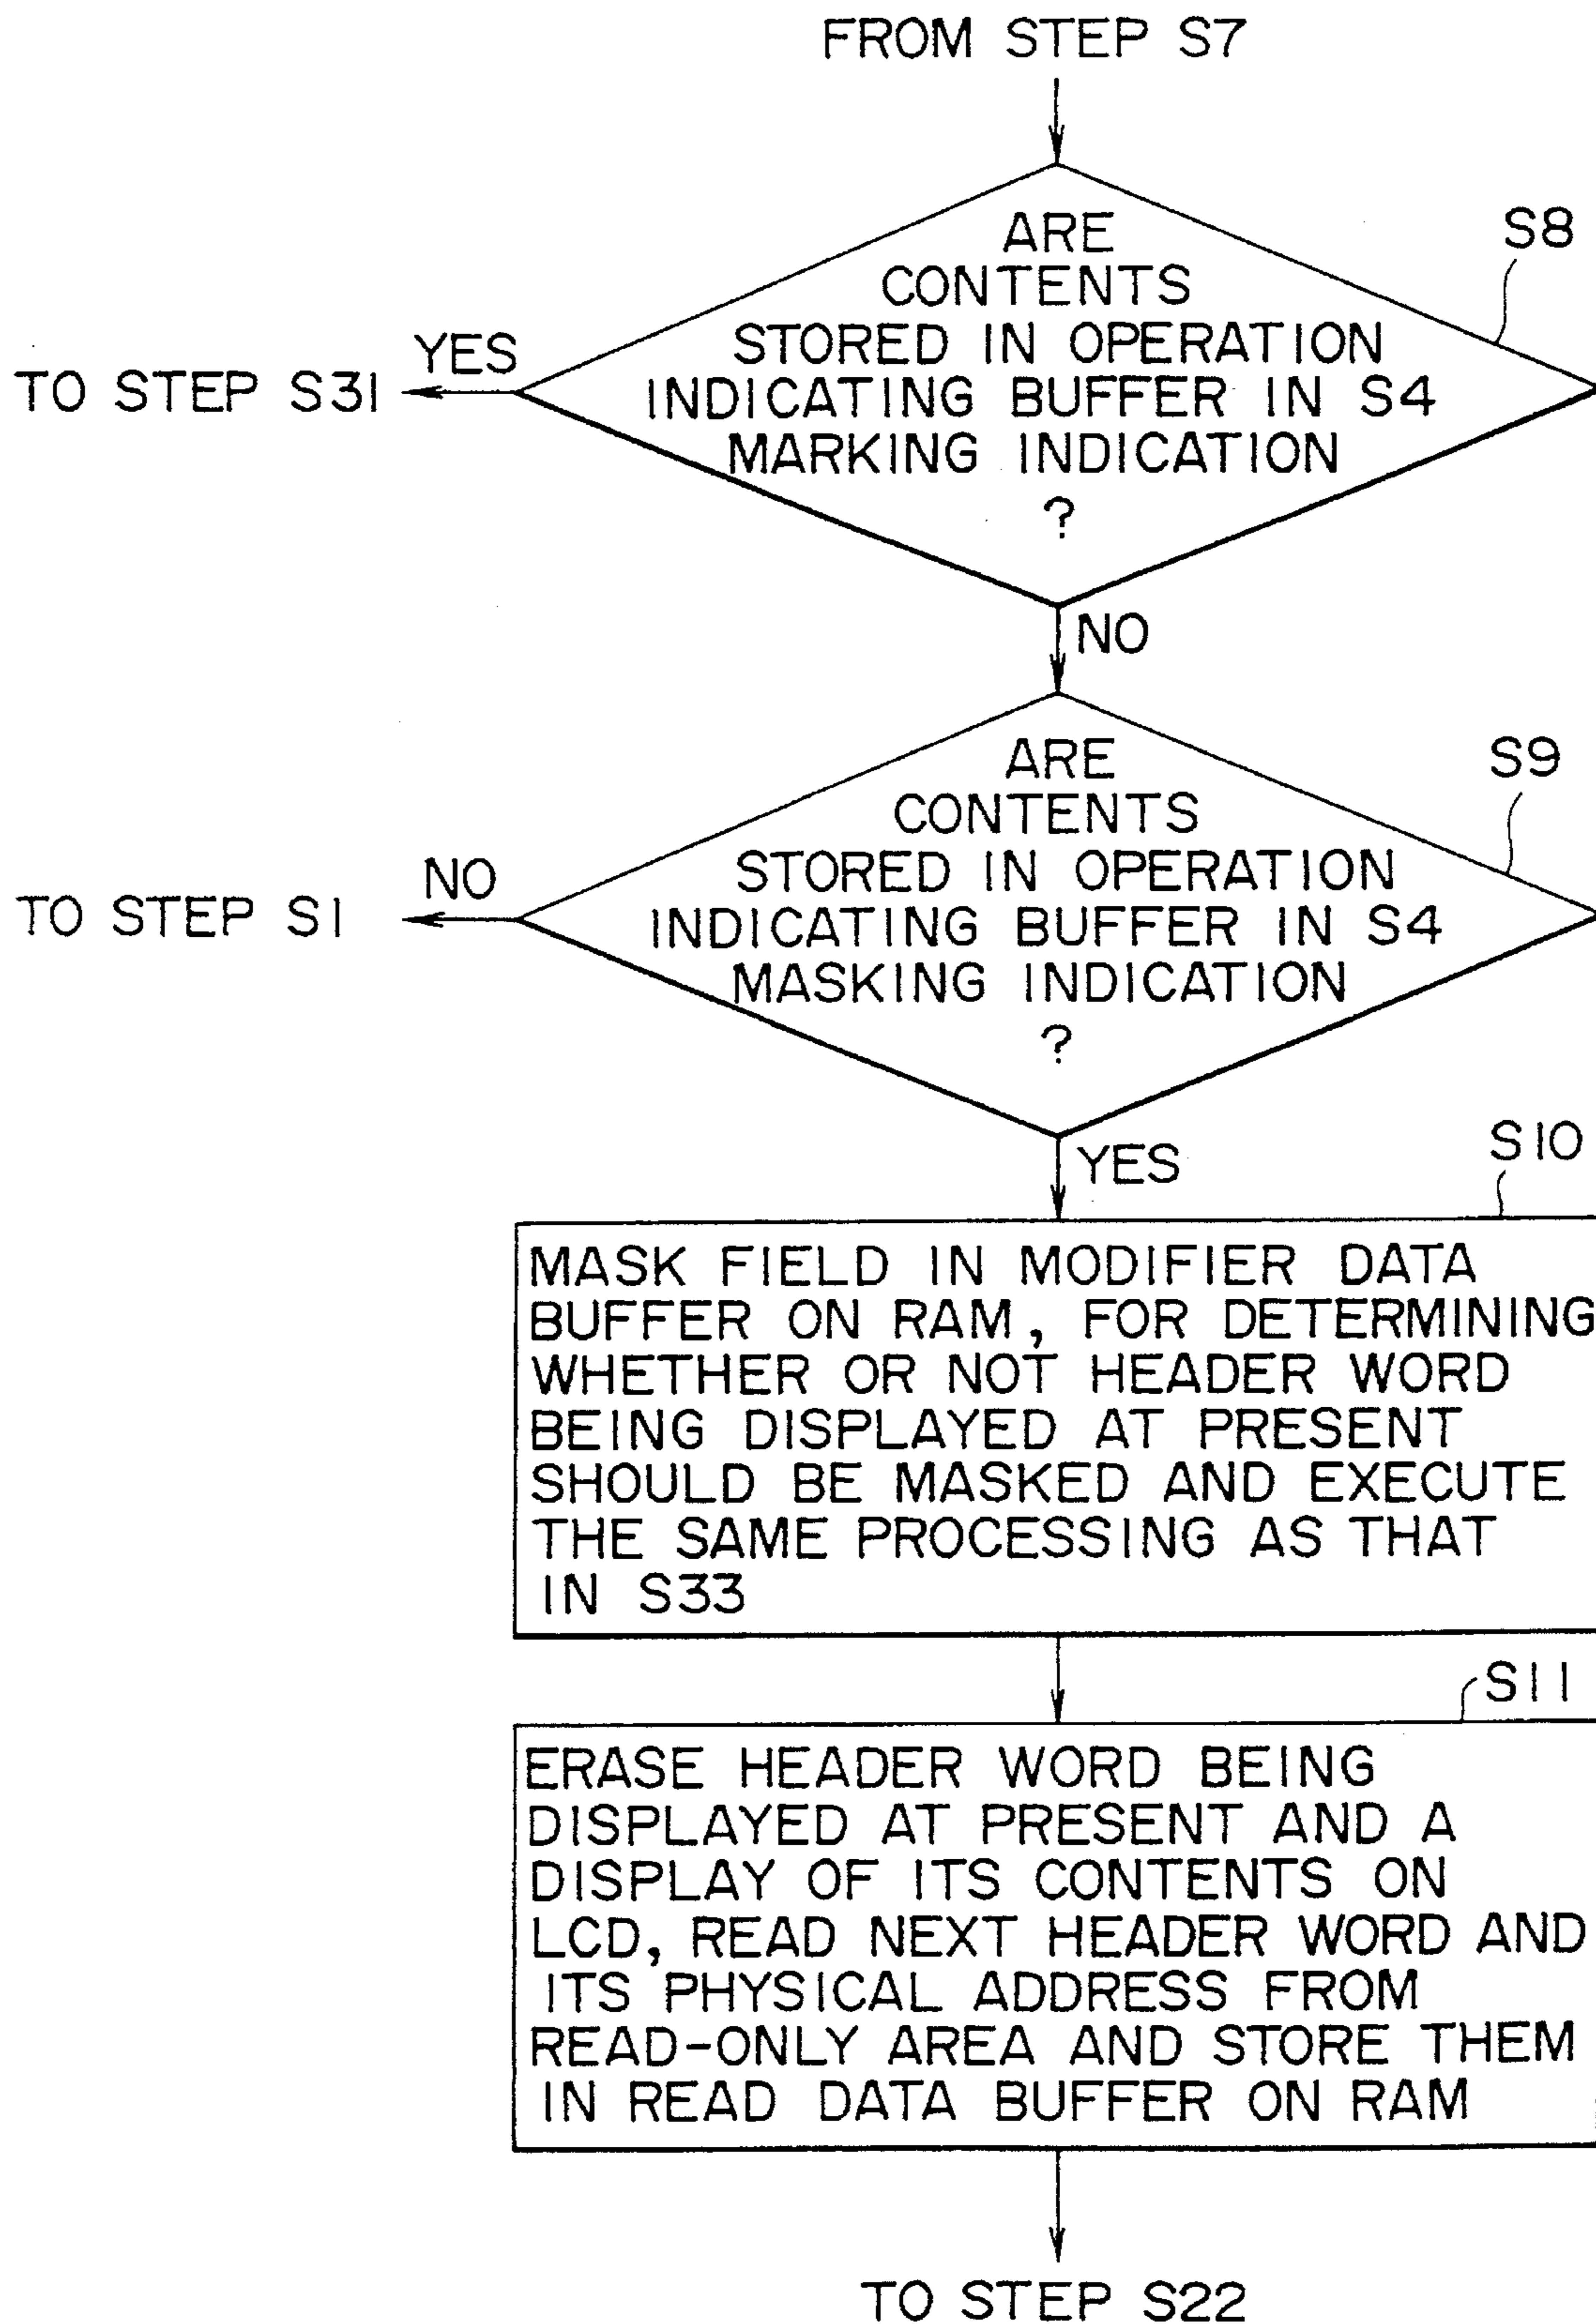 FROM STEP S7
ARE
CONTENTS
STORED IN OPERATION
INDICATING BUFFER IN S4
MARKING INDICATION
?
S8
YES
TO STEP S31
NO
ARE
CONTENTS
STORED IN OPERATION
INDICATING BUFFER IN S4
MASKING INDICATION
?
S9
NO
TO STEP S1
YES
S10
MASK FIELD IN MODIFIER DATA
BUFFER ON RAM, FOR DETERMINING
WHETHER OR NOT HEADER WORD
BEING DISPLAYED AT PRESENT
SHOULD BE MASKED AND EXECUTE
THE SAME PROCESSING AS THAT
IN S33
S11
ERASE HEADER WORD BEING
DISPLAYED AT PRESENT AND A
DISPLAY OF ITS CONTENTS ON
LCD, READ NEXT HEADER WORD AND
ITS PHYSICAL ADDRESS FROM
READ-ONLY AREA AND STORE THEM
IN READ DATA BUFFER ON RAM
TO STEP S22